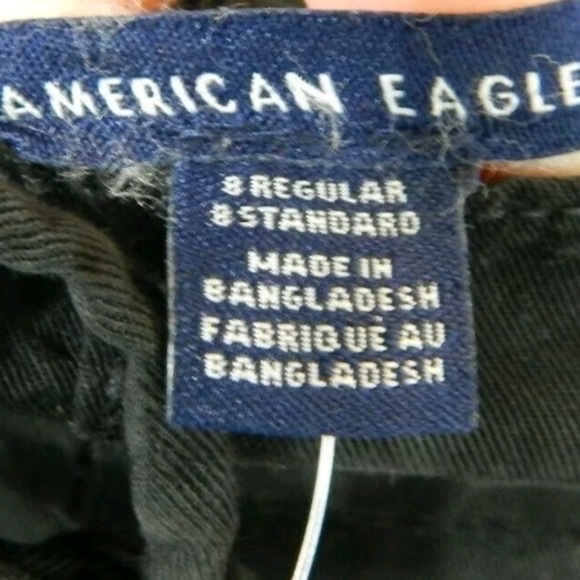 AMERICAN EAGLE
8 REGULAR
8 STANDARD
MADE IN
BANGLADESH
FABRIQUÉ AU
BANGLADESH